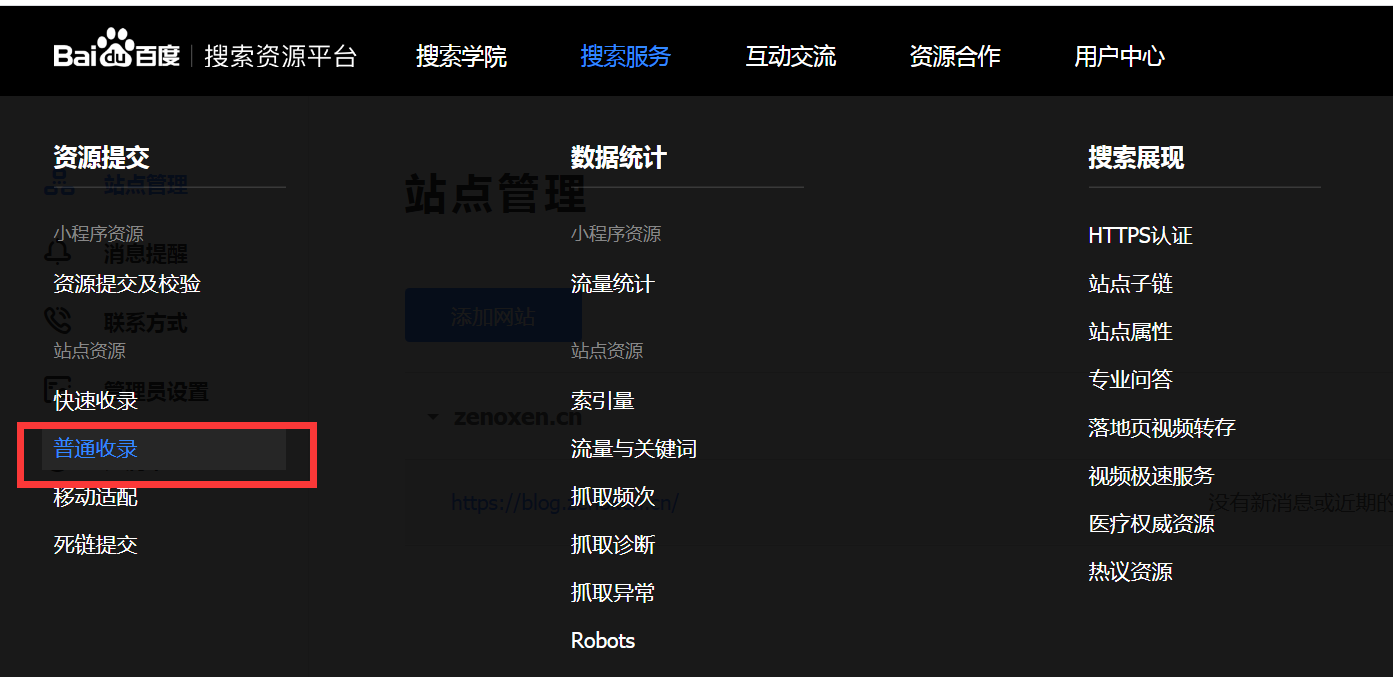 Bai du 百度 搜索资源平台 搜索学院 搜索服务 互动交流 资源合作 用户中心
资源提交
小程序资源
资源提交及校验
站点资源
快速收录
普通收录
移动适配
死链提交
数据统计
小程序资源
流量统计
站点资源
索引量
流量与关键词
抓取频次
抓取诊断
抓取异常
Robots
搜索展现
HTTPS认证
站点子链
站点属性
专业问答
落地页视频转存
视频极速服务
医疗权威资源
热议资源
站点管理
消息提醒
联系方式
管理员设置
站点管理
添加网站
zenoxen.cn
https://blog.
cn/
没有新消息或近期的